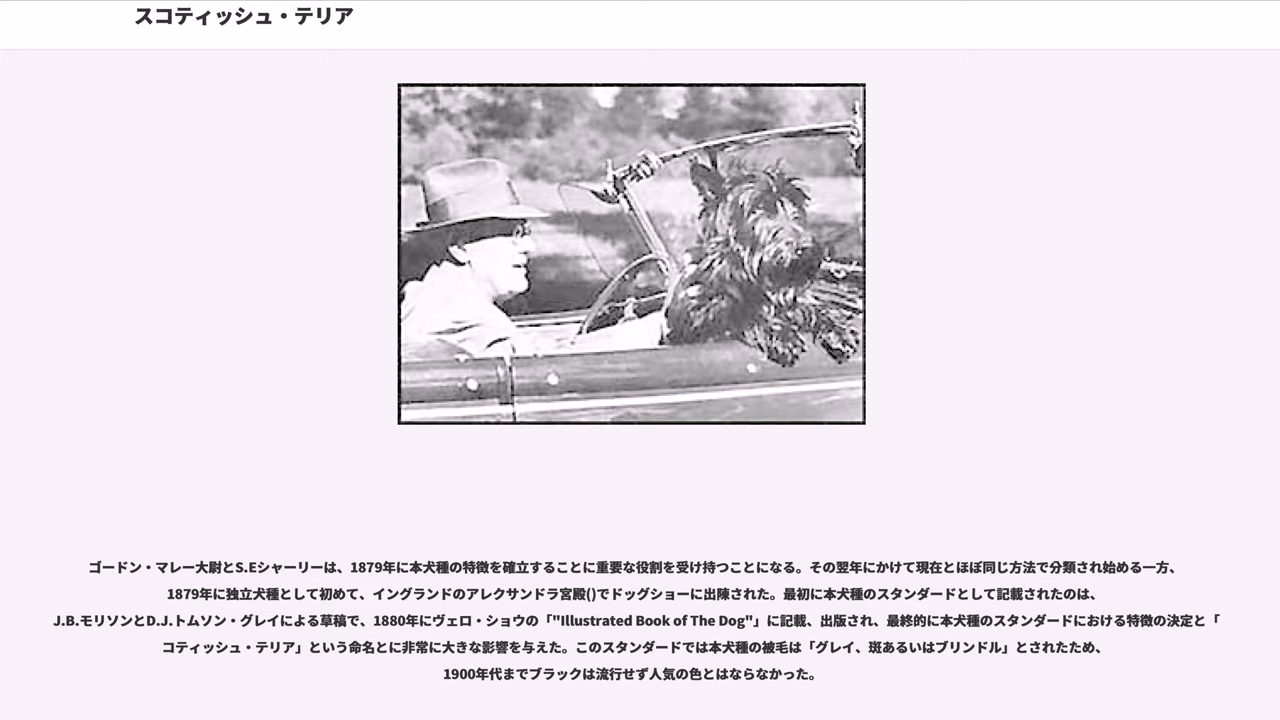 スコティッシュ・テリア
ゴードン・マレー大尉とS.Eシャーリーは、1879年に本犬種の特徴を確立することに重要な役割を受け持つことになる。その翌年にかけて現在とほぼ同じ方法で分類され始める一方、
1879年に独立犬種として初めて、イングランドのアレクサンドラ宮殿()でドッグショーに出陳された。最初に本犬種のスタンダードとして記載されたのは、
J.B.モリソンとD.J.トムソン・グレイによる草稿で、1880年にヴェロ・ショウの「"Illustrated Book of The Dog"」に記載、出版され、最終的に本犬種のスタンダードにおける特徴の決定と「
コティッシュ・テリア」という命名とに非常に大きな影響を与えた。このスタンダードでは本犬種の被毛は「グレイ、斑あるいはブリンドル」とされたため、
1900年代までブラックは流行せず人気の色とはならなかった。